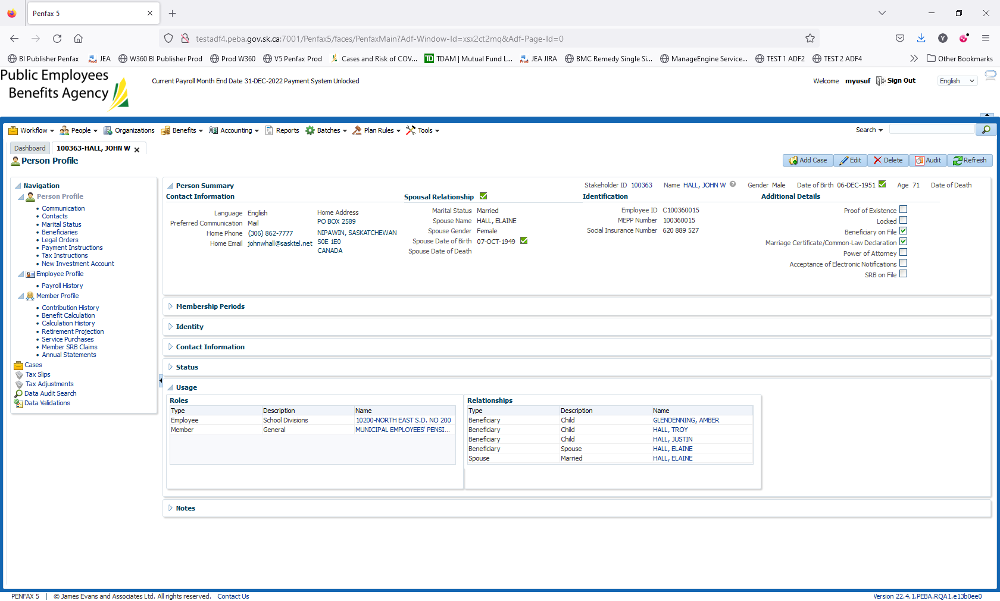 Penfax 5
testadf4.peba.gov.sk.ca:7001/Penfax5/faces/PenfaxMain?Adf-Window-Id=xsx2ct2mq&Adf-Page-Id=0
BI Publisher Penfax JEA W360 BI Publisher Prod Prod W360 V5 Penfax Prod Cases and Risk of COV... TDAM | Mutual Fund L... JEA JIRA BMC Remedy Single Si... ManageEngine Service... TEST 1 ADF2 TEST 2 ADF4 Other Bookmarks
Public Employees
Benefits Agency
Current Payroll Month End Date 31-DEC-2022 Payment System Unlocked
Welcome myusuf Sign Out English
Workflow People Organizations Benefits Accounting Reports Batches Plan Rules Tools Search
Dashboard 100363-HALL, JOHN W
Person Profile
Add Case Edit Delete Audit Refresh
Navigation
Person Profile
Communication
Contacts
Marital Status
Beneficiaries
Legal Orders
Payment Instructions
Tax Instructions
New Investment Account
Employee Profile
Payroll History
Member Profile
Contribution History
Benefit Calculation
Calculation History
Retirement Projection
Service Purchases
Member SRB Claims
Annual Statements
Cases
Tax Slips
Tax Adjustments
Data Audit Search
Data Validations
Person Summary
Stakeholder ID 100363 Name HALL, JOHN W Gender Male Date of Birth 06-DEC-1951 Age 71 Date of Death
Contact Information
Language English
Preferred Communication Mail
Home Phone (306) 862-7777
Home Email johnwhall@sasktel.net
Home Address
PO BOX 2589
NIPAWIN, SASKATCHEWAN
S0E 1E0
CANADA
Spousal Relationship
Marital Status Married
Spouse Name HALL, ELAINE
Spouse Gender Female
Spouse Date of Birth 07-OCT-1949
Spouse Date of Death
Identification
Employee ID C100360015
MEPP Number 100360015
Social Insurance Number 620 889 527
Additional Details
Proof of Existence
Locked
Beneficiary on File
Marriage Certificate/Common-Law Declaration
Power of Attorney
Acceptance of Electronic Notifications
SRB on File
Membership Periods
Identity
Contact Information
Status
Usage
Roles
Type Description Name
Employee School Divisions 10200-NORTH EAST S.D. NO 200
Member General MUNICIPAL EMPLOYEES' PENSI...
Relationships
Type Description Name
Beneficiary Child GLENDENNING, AMBER
Beneficiary Child HALL, TROY
Beneficiary Child HALL, JUSTIN
Beneficiary Spouse HALL, ELAINE
Spouse Married HALL, ELAINE
Notes
PENFAX 5 | © James Evans and Associates Ltd. All rights reserved. Contact Us
Version 22.4.1.PEBA.RQA1.e13b0ee0